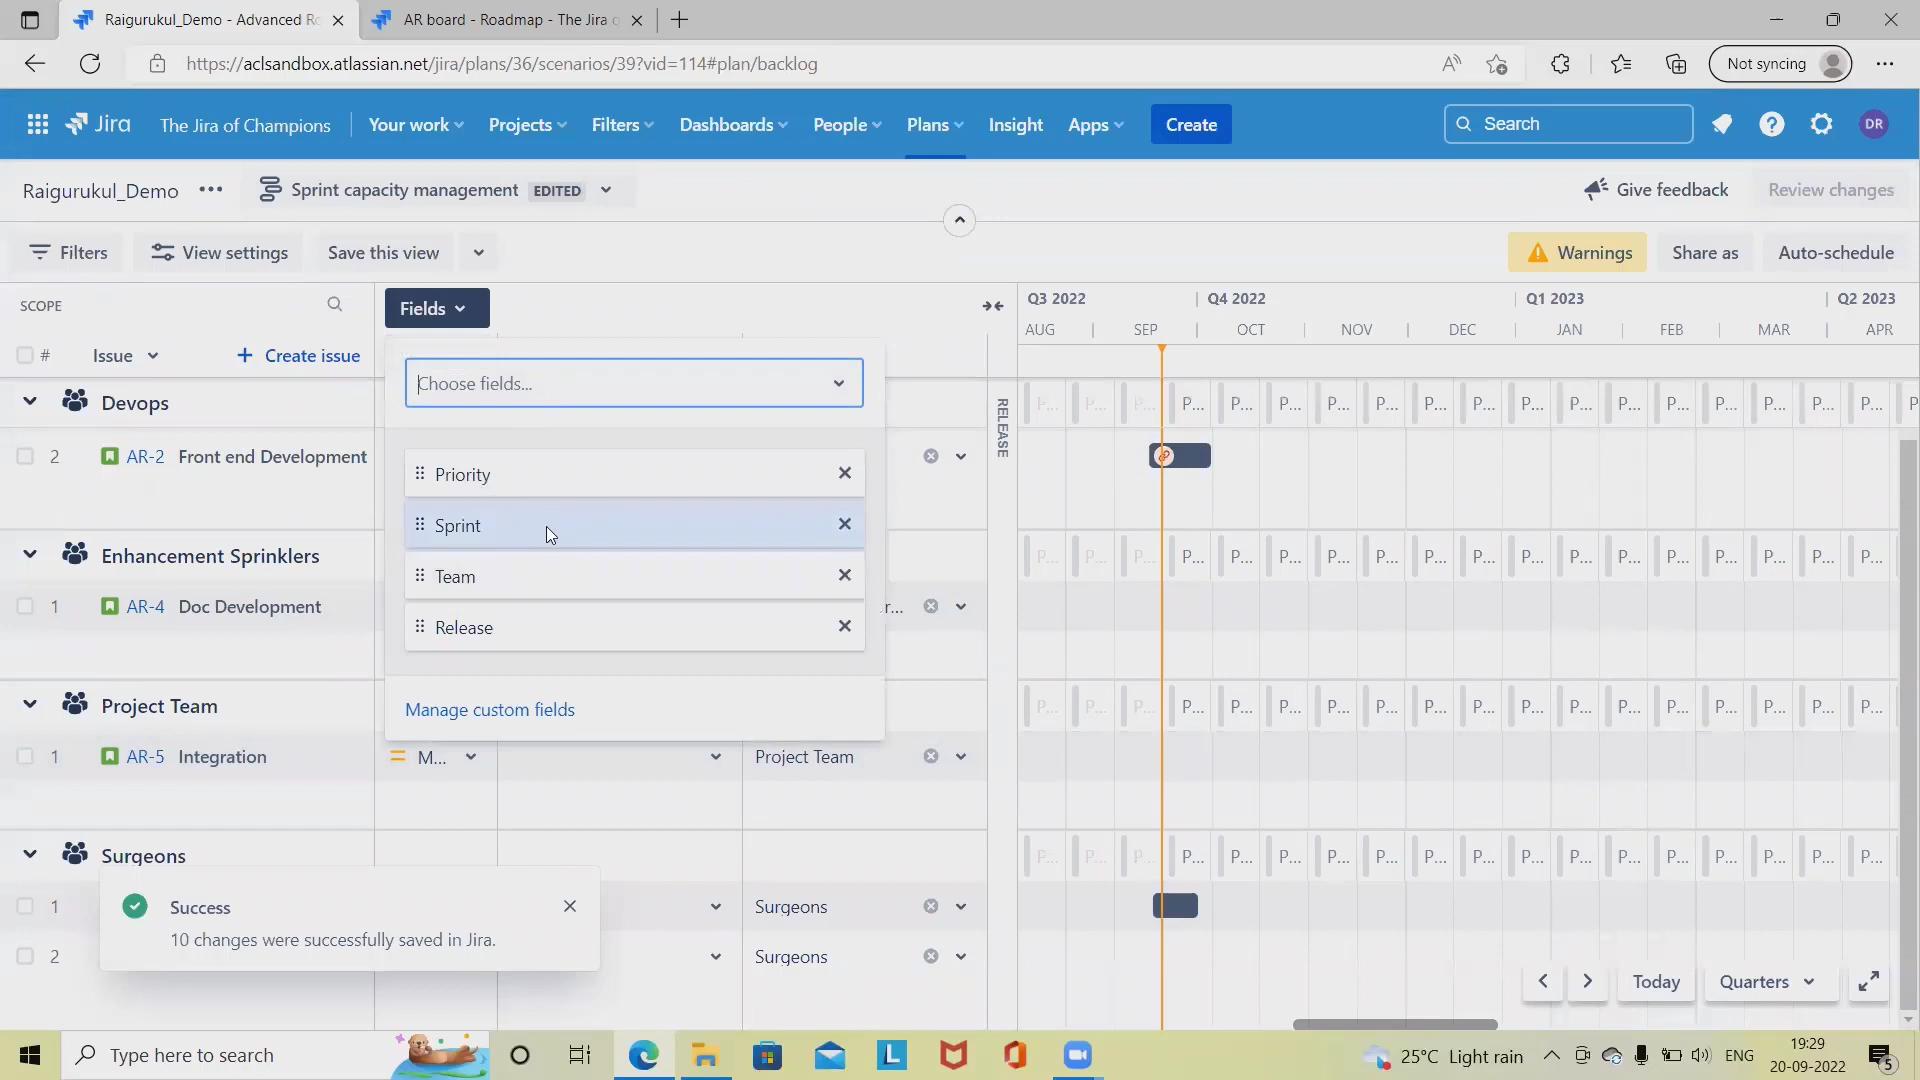 Raigurukul_Demo - Advanced Ro
AR board - Roadmap - The Jira o
https://aclsandbox.atlassian.net/jira/plans/36/scenarios/39?vid=114#plan/backlog
Not syncing
Jira
The Jira of Champions
Your work
Projects
Filters
Dashboards
People
Plans
Insight
Apps
Create
Search
DR
Raigurukul_Demo
Sprint capacity management
EDITED
Give feedback
Review changes
Filters
View settings
Save this view
Warnings
Share as
Auto-schedule
SCOPE
Fields
Q3 2022
Q4 2022
Q1 2023
Q2 2023
AUG
SEP
OCT
NOV
DEC
JAN
FEB
MAR
APR
#
Issue
+ Create issue
Choose fields...
RELEASE
Devops
P... P... P... P... P... P... P... P... P... P... P... P... P... P... P... P... P... P... P
2 AR-2 Front end Development
Priority
Sprint
Team
Release
Manage custom fields
Enhancement Sprinklers
P... P... P... P... P... P... P... P... P... P... P... P... P... P... P... P... P... P...
1 AR-4 Doc Development
r...
Project Team
P... P... P... P... P... P... P... P... P... P... P... P... P... P... P... P... P... P...
1 AR-5 Integration
M...
Project Team
Surgeons
P... P... P... P... P... P... P... P... P... P... P... P... P... P... P... P... P... P...
1
Surgeons
2
Surgeons
Success
10 changes were successfully saved in Jira.
Today
Quarters
Type here to search
L
25°C Light rain
ENG
19:29
20-09-2022
5